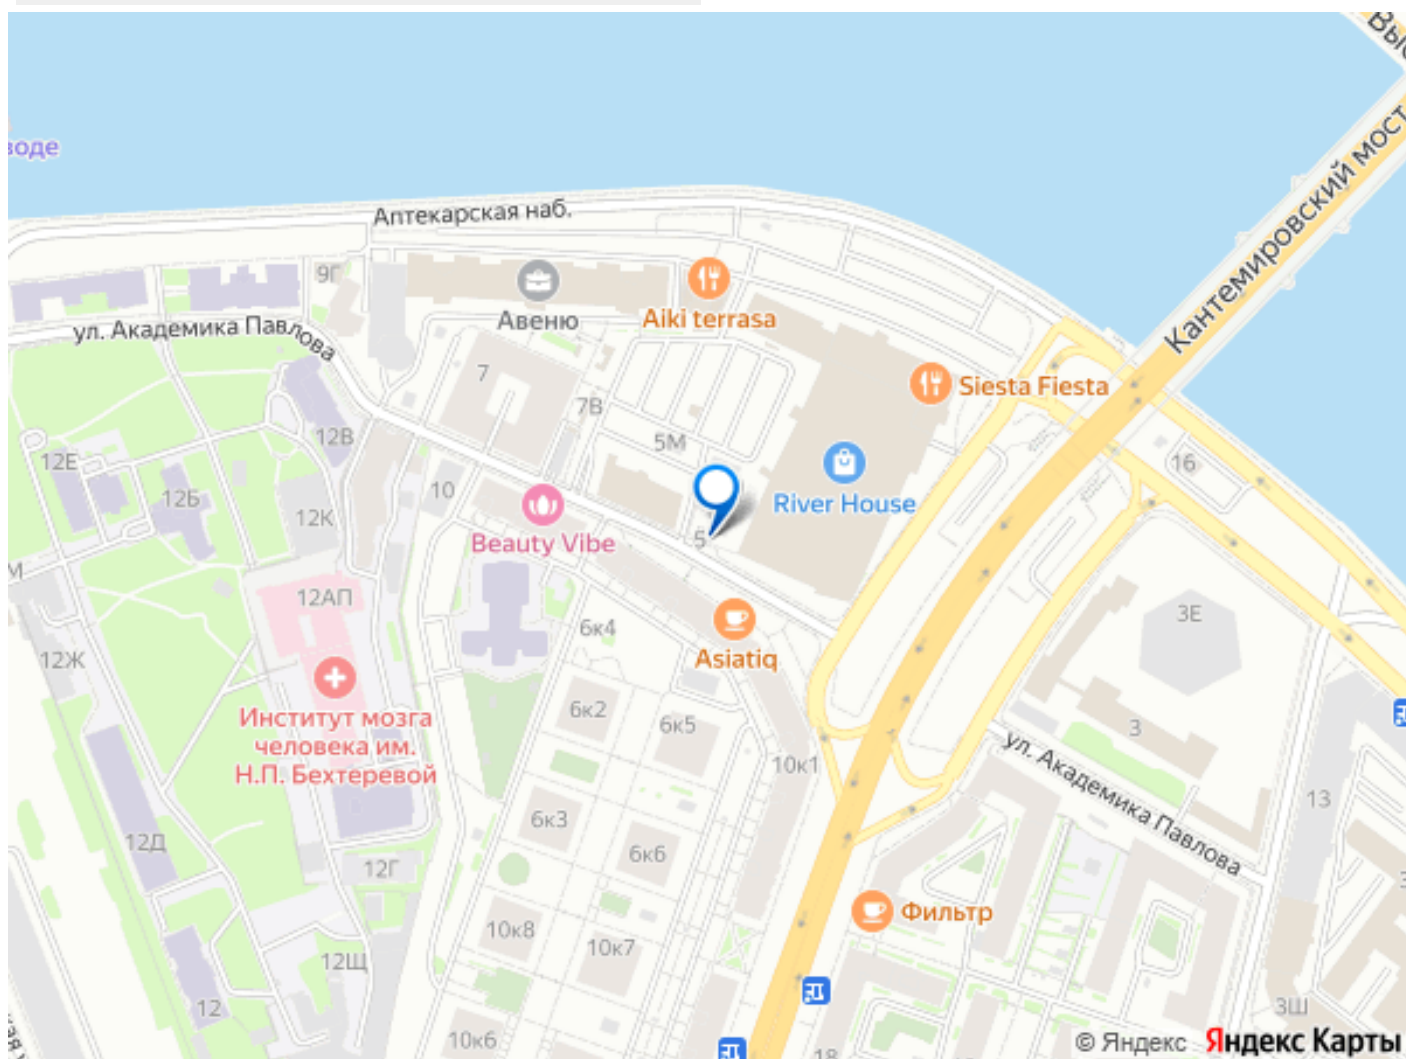 Кантемировский мост
воде
Аптекарская наб.
9Г
Авеню
Aiki terrasa
ул. Академика Павлова
7
7В
5М
Siesta Fiesta
12Е
12В
12Б
10
12К
16
River House
Beauty Vibe
5
М
12АП
3Е
12Ж
6к4
Asiatiq
Институт мозга
человека им.
Н.П. Бехтеревой
6к2
6к5
3
ул. Академика Павлова
10к1
13
6к3
12Д
6к6
12Г
Фильтр
10к8
10к7
12Щ
12
3Ш
10к6
18
© Яндекс Яндекс Карты